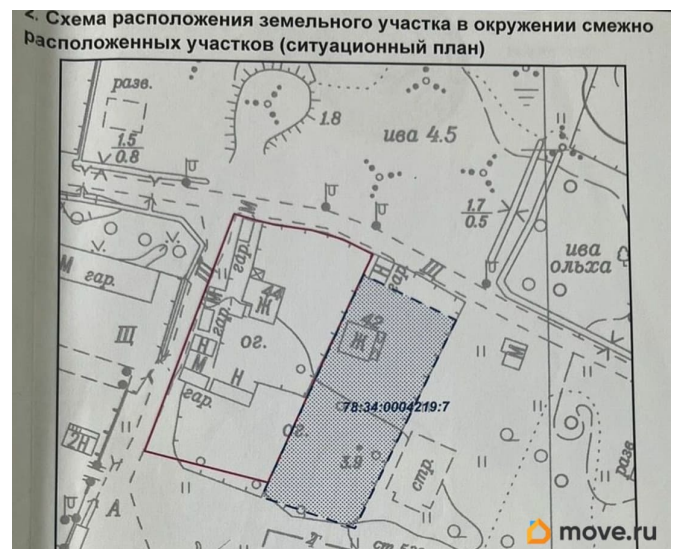 2. Схема расположения земельного участка в окружении смежно
расположенных участков (ситуационный план)
разв.
1.8
ива 4.5
1.5
0.8
1.7
0.5
ива
ольха
М
Щ
Щ
М гар.
гар.
гар.
Н
44
Ж
М
гар.
42
Ж
Щ
ог.
Н
М
Н
М
гар.
78:34:0004219:7
ог.
3.9
2Н
стр.
разв
А
Т
move.ru